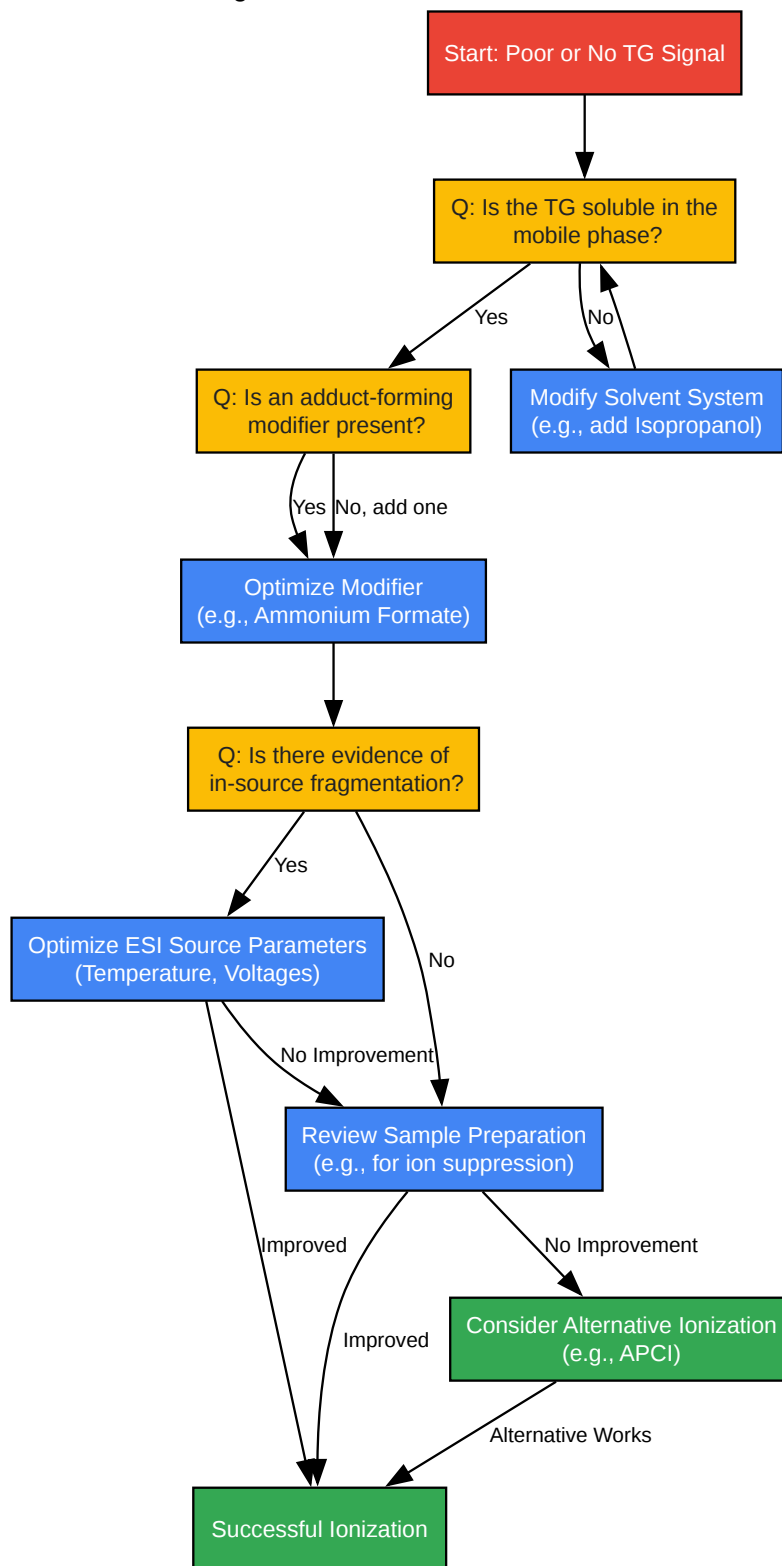 Start: Poor or No TG Signal
Q: Is the TG soluble in the
mobile phase?
Yes
No
Q: Is an adduct-forming
modifier present?
Modify Solvent System
(e.g., add Isopropanol)
Yes
No, add one
Optimize Modifier
(e.g., Ammonium Formate)
Q: Is there evidence of
in-source fragmentation?
Yes
Optimize ESI Source Parameters
(Temperature, Voltages)
No
No Improvement
Review Sample Preparation
(e.g., for ion suppression)
Improved
No Improvement
Consider Alternative Ionization
(e.g., APCI)
Improved
Alternative Works
Successful Ionization